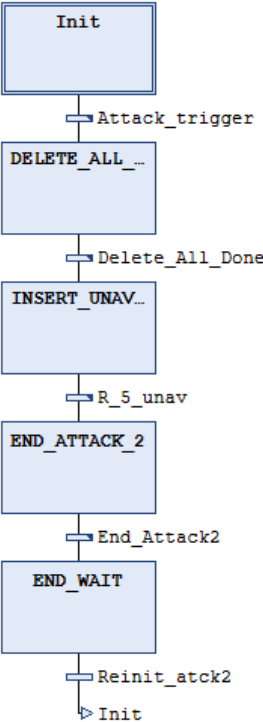 Init
Attack_trigger
DELETE_ALL_…
Delete_All_Done
INSERT_UNAV…
R_5_unav
END_ATTACK_2
End_Attack2
END_WAIT
Reinit_atck2
Init